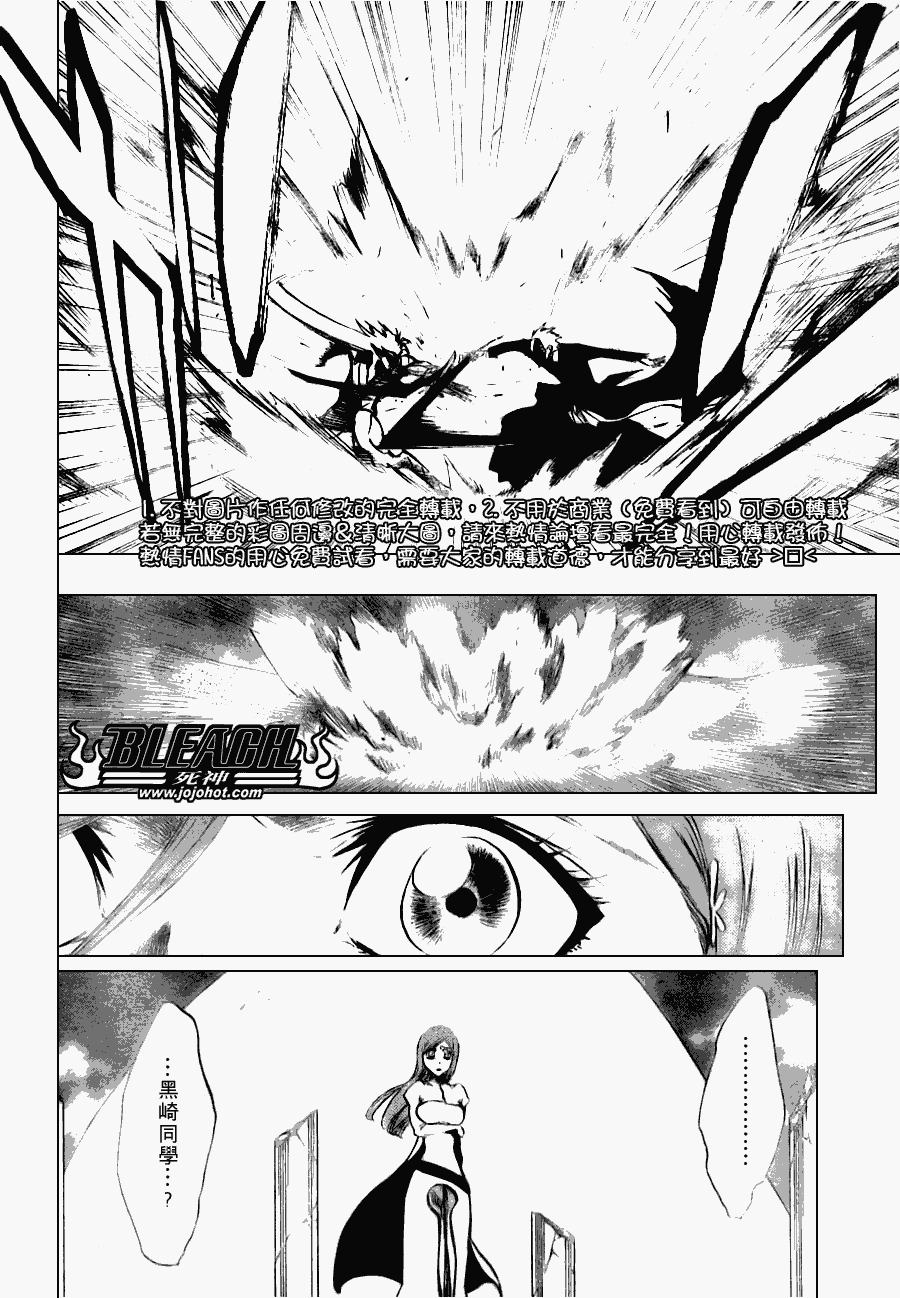 1. 不對圖片作任何修改的完全轉載,2. 不用於商業(免費看到)可自由轉載
若無完整的彩圖周邊&清晰大圖,請來熱情論壇看最完全!用心轉載發佈!
熱情FANS的用心免費試看,需要大家的轉載道德,才能分享到最好 >□<
BLEACH
死神
www.jojohot.com
…………
…黑崎同學…?